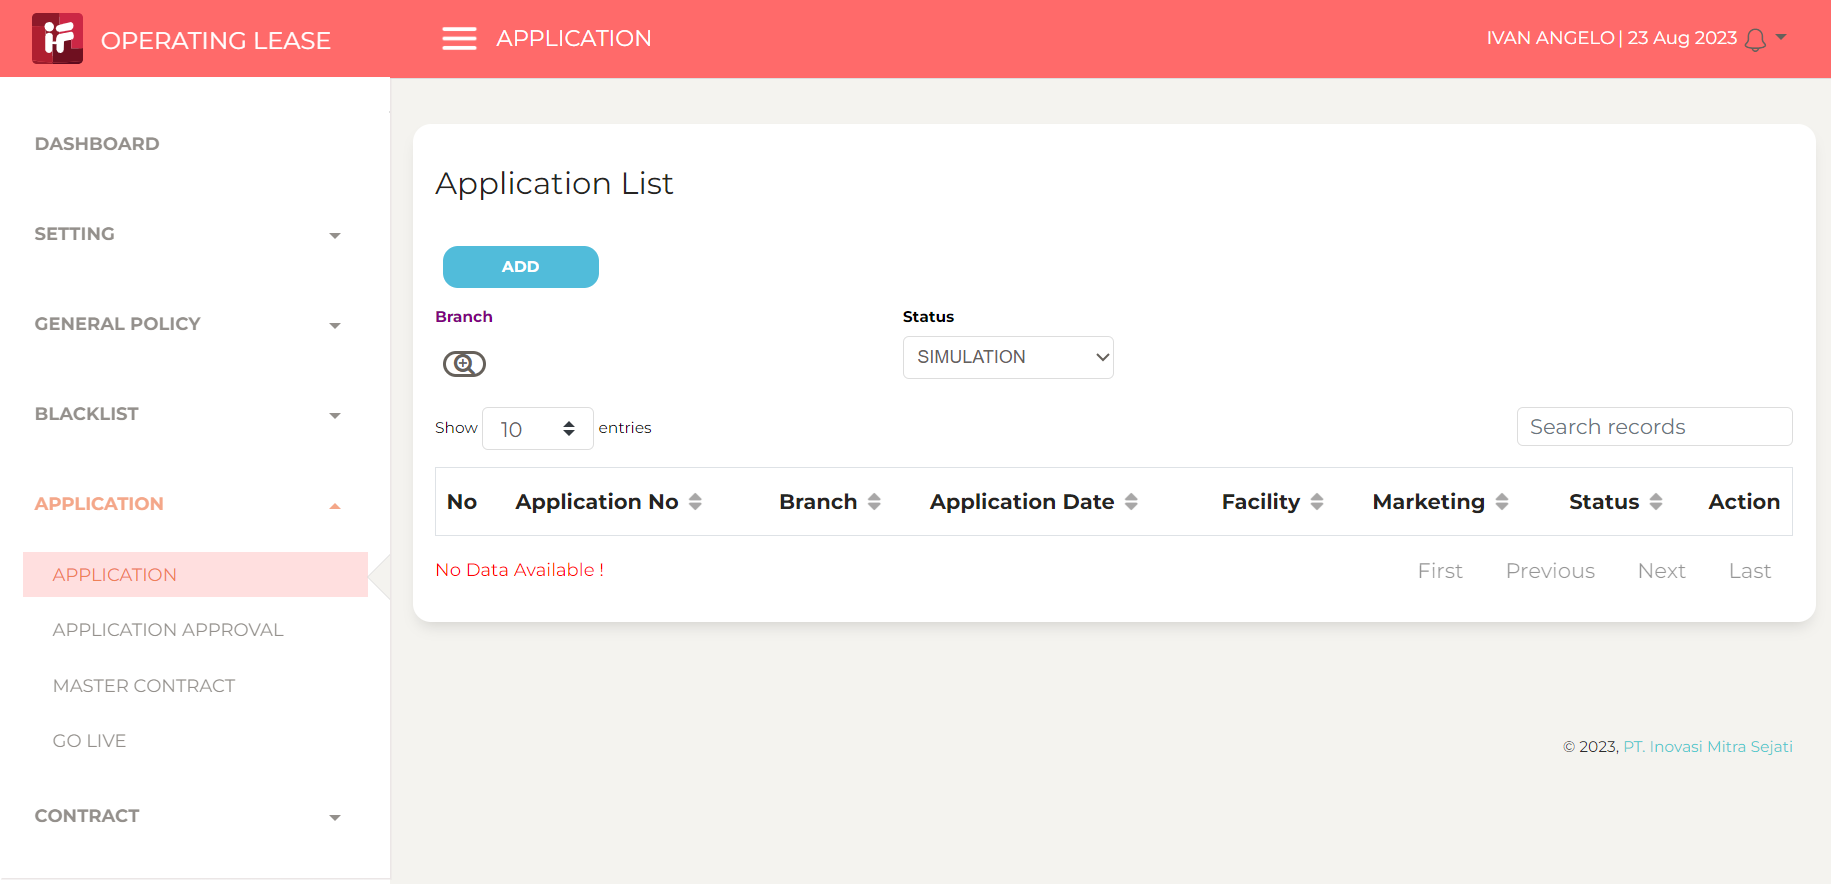 OPERATING LEASE
APPLICATION
IVAN ANGELO | 23 Aug 2023
DASHBOARD
SETTING
GENERAL POLICY
BLACKLIST
APPLICATION
APPLICATION
APPLICATION APPROVAL
MASTER CONTRACT
GO LIVE
CONTRACT
Application List
ADD
Branch Status
SIMULATION
Show 10 entries Search records
No Application No Branch Application Date Facility Marketing Status Action
No Data Available ! First Previous Next Last
© 2023, PT. Inovasi Mitra Sejati